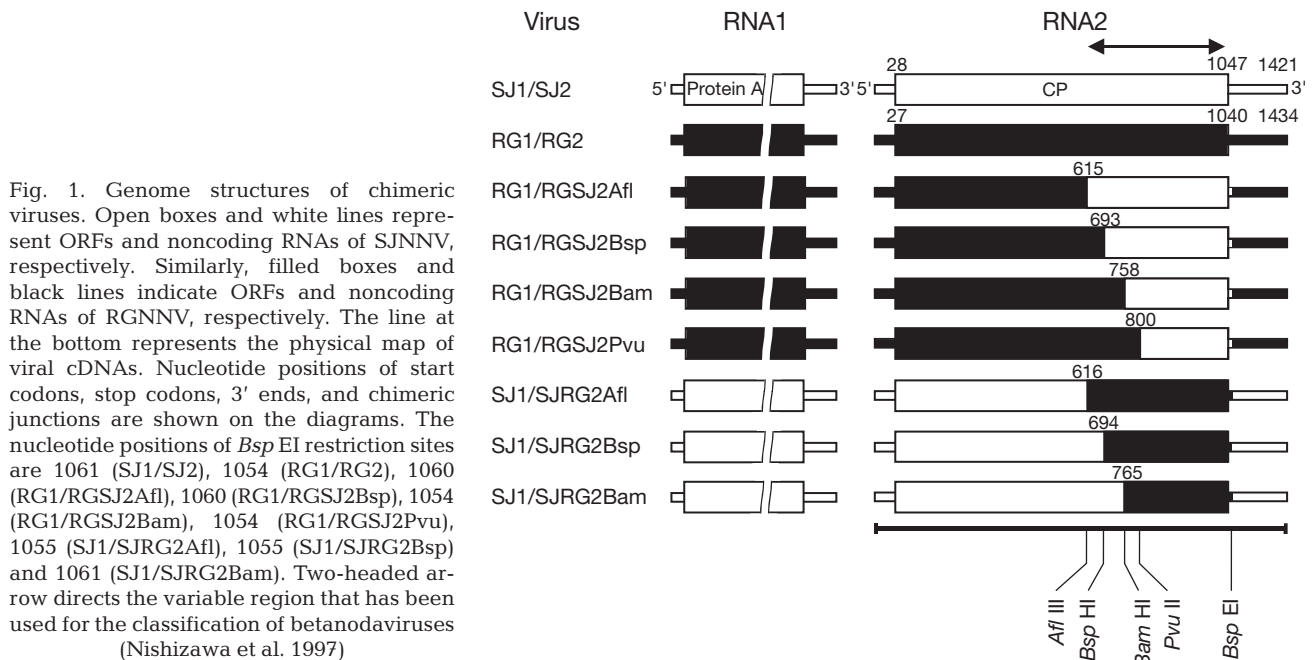 Virus RNA1 RNA2
28 1047 1421
SJ1/SJ2 5' Protein A 3' 5' CP 3'
27 1040 1434
RG1/RG2
615
RG1/RGSJ2Afl
693
RG1/RGSJ2Bsp
758
RG1/RGSJ2Bam
800
RG1/RGSJ2Pvu
616
SJ1/SJRG2Afl
694
SJ1/SJRG2Bsp
765
SJ1/SJRG2Bam
Afl III
Bsp HI
Bam HI
Pvu II
Bsp EI
Fig. 1. Genome structures of chimeric
viruses. Open boxes and white lines repre-
sent ORFs and noncoding RNAs of SJNNV,
respectively. Similarly, filled boxes and
black lines indicate ORFs and noncoding
RNAs of RGNNV, respectively. The line at
the bottom represents the physical map of
viral cDNAs. Nucleotide positions of start
codons, stop codons, 3′ ends, and chimeric
junctions are shown on the diagrams. The
nucleotide positions of Bsp EI restriction sites
are 1061 (SJ1/SJ2), 1054 (RG1/RG2), 1060
(RG1/RGSJ2Afl), 1060 (RG1/RGSJ2Bsp), 1054
(RG1/RGSJ2Bam), 1054 (RG1/RGSJ2Pvu),
1055 (SJ1/SJRG2Afl), 1055 (SJ1/SJRG2Bsp)
and 1061 (SJ1/SJRG2Bam). Two-headed ar-
row directs the variable region that has been
used for the classification of betanodaviruses
(Nishizawa et al. 1997)